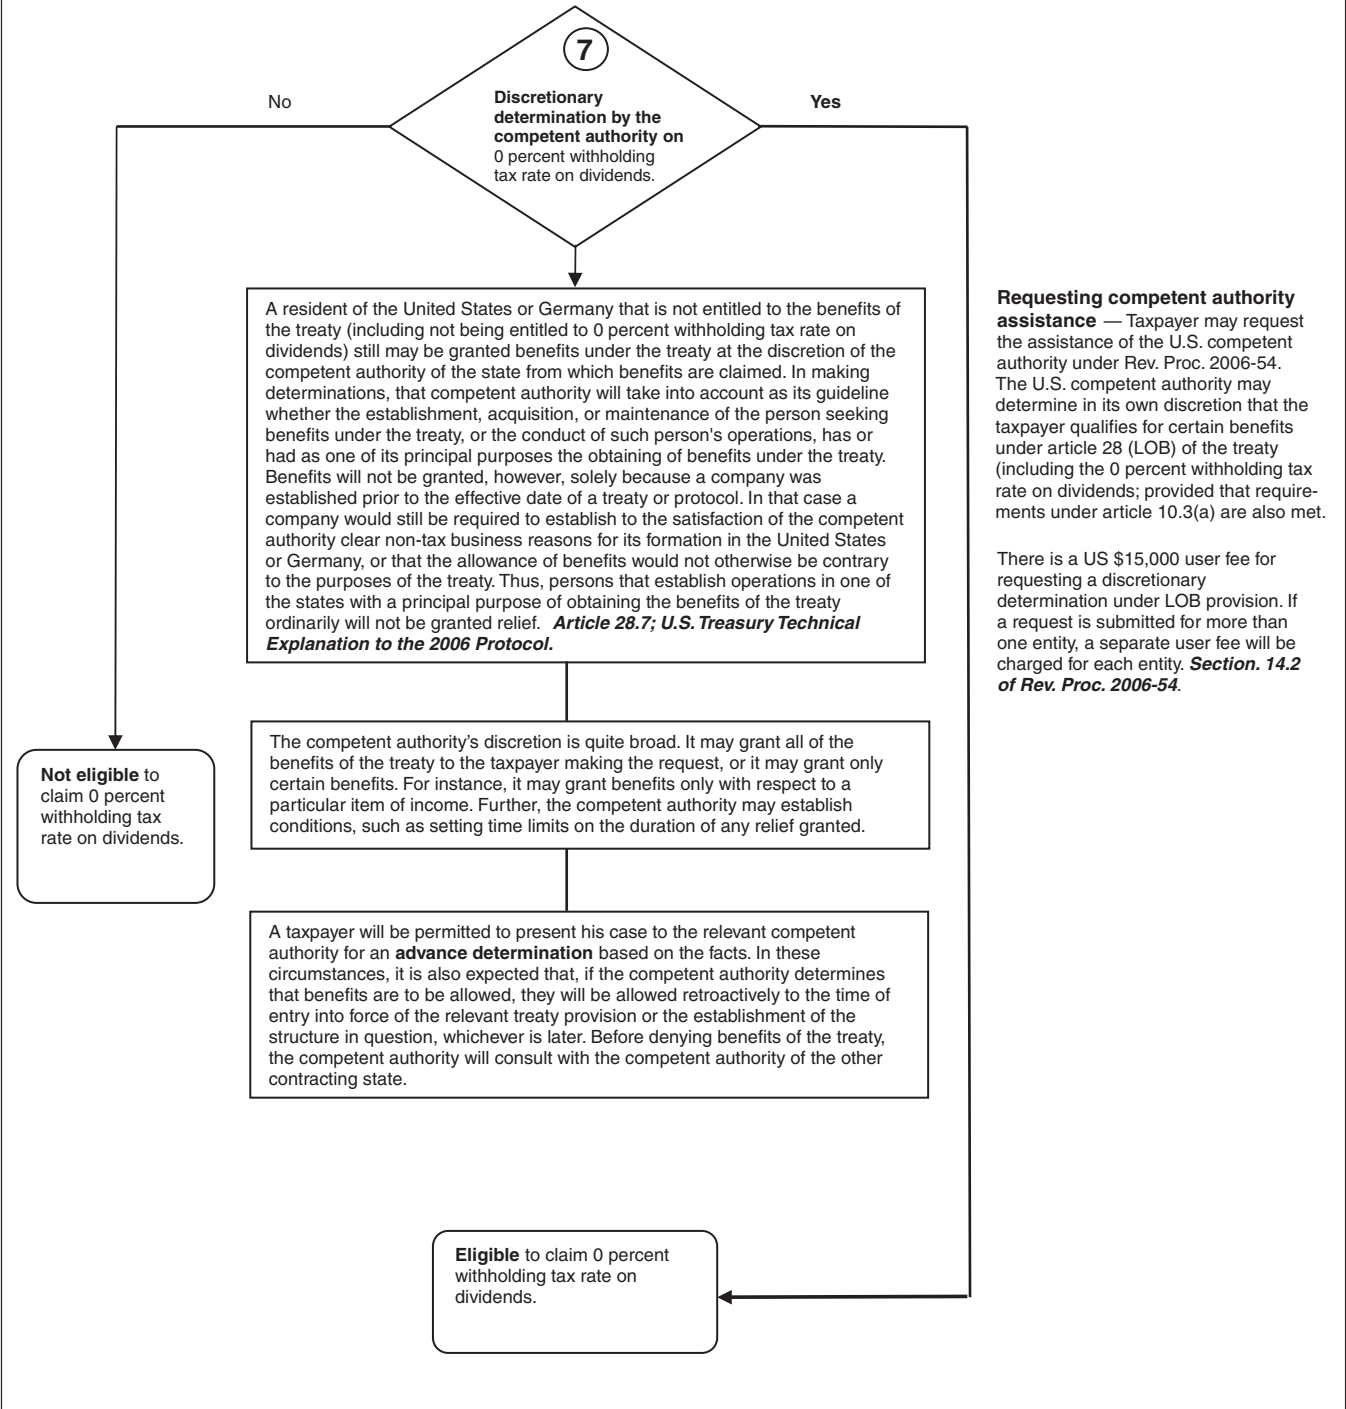 7
No
Yes
Discretionary
determination by the
competent authority on
0 percent withholding
tax rate on dividends.
A resident of the United States or Germany that is not entitled to the benefits of
the treaty (including not being entitled to 0 percent withholding tax rate on
dividends) still may be granted benefits under the treaty at the discretion of the
competent authority of the state from which benefits are claimed. In making
determinations, that competent authority will take into account as its guideline
whether the establishment, acquisition, or maintenance of the person seeking
benefits under the treaty, or the conduct of such person's operations, has or
had as one of its principal purposes the obtaining of benefits under the treaty.
Benefits will not be granted, however, solely because a company was
established prior to the effective date of a treaty or protocol. In that case a
company would still be required to establish to the satisfaction of the competent
authority clear non-tax business reasons for its formation in the United States
or Germany, or that the allowance of benefits would not otherwise be contrary
to the purposes of the treaty. Thus, persons that establish operations in one of
the states with a principal purpose of obtaining the benefits of the treaty
ordinarily will not be granted relief. Article 28.7; U.S. Treasury Technical
Explanation to the 2006 Protocol.
Requesting competent authority
assistance — Taxpayer may request
the assistance of the U.S. competent
authority under Rev. Proc. 2006-54.
The U.S. competent authority may
determine in its own discretion that the
taxpayer qualifies for certain benefits
under article 28 (LOB) of the treaty
(including the 0 percent withholding tax
rate on dividends; provided that require-
ments under article 10.3(a) are also met.
There is a US $15,000 user fee for
requesting a discretionary
determination under LOB provision. If
a request is submitted for more than
one entity, a separate user fee will be
charged for each entity. Section. 14.2
of Rev. Proc. 2006-54.
The competent authority's discretion is quite broad. It may grant all of the
benefits of the treaty to the taxpayer making the request, or it may grant only
certain benefits. For instance, it may grant benefits only with respect to a
particular item of income. Further, the competent authority may establish
conditions, such as setting time limits on the duration of any relief granted.
Not eligible to
claim 0 percent
withholding tax
rate on dividends.
A taxpayer will be permitted to present his case to the relevant competent
authority for an advance determination based on the facts. In these
circumstances, it is also expected that, if the competent authority determines
that benefits are to be allowed, they will be allowed retroactively to the time of
entry into force of the relevant treaty provision or the establishment of the
structure in question, whichever is later. Before denying benefits of the treaty,
the competent authority will consult with the competent authority of the other
contracting state.
Eligible to claim 0 percent
withholding tax rate on
dividends.